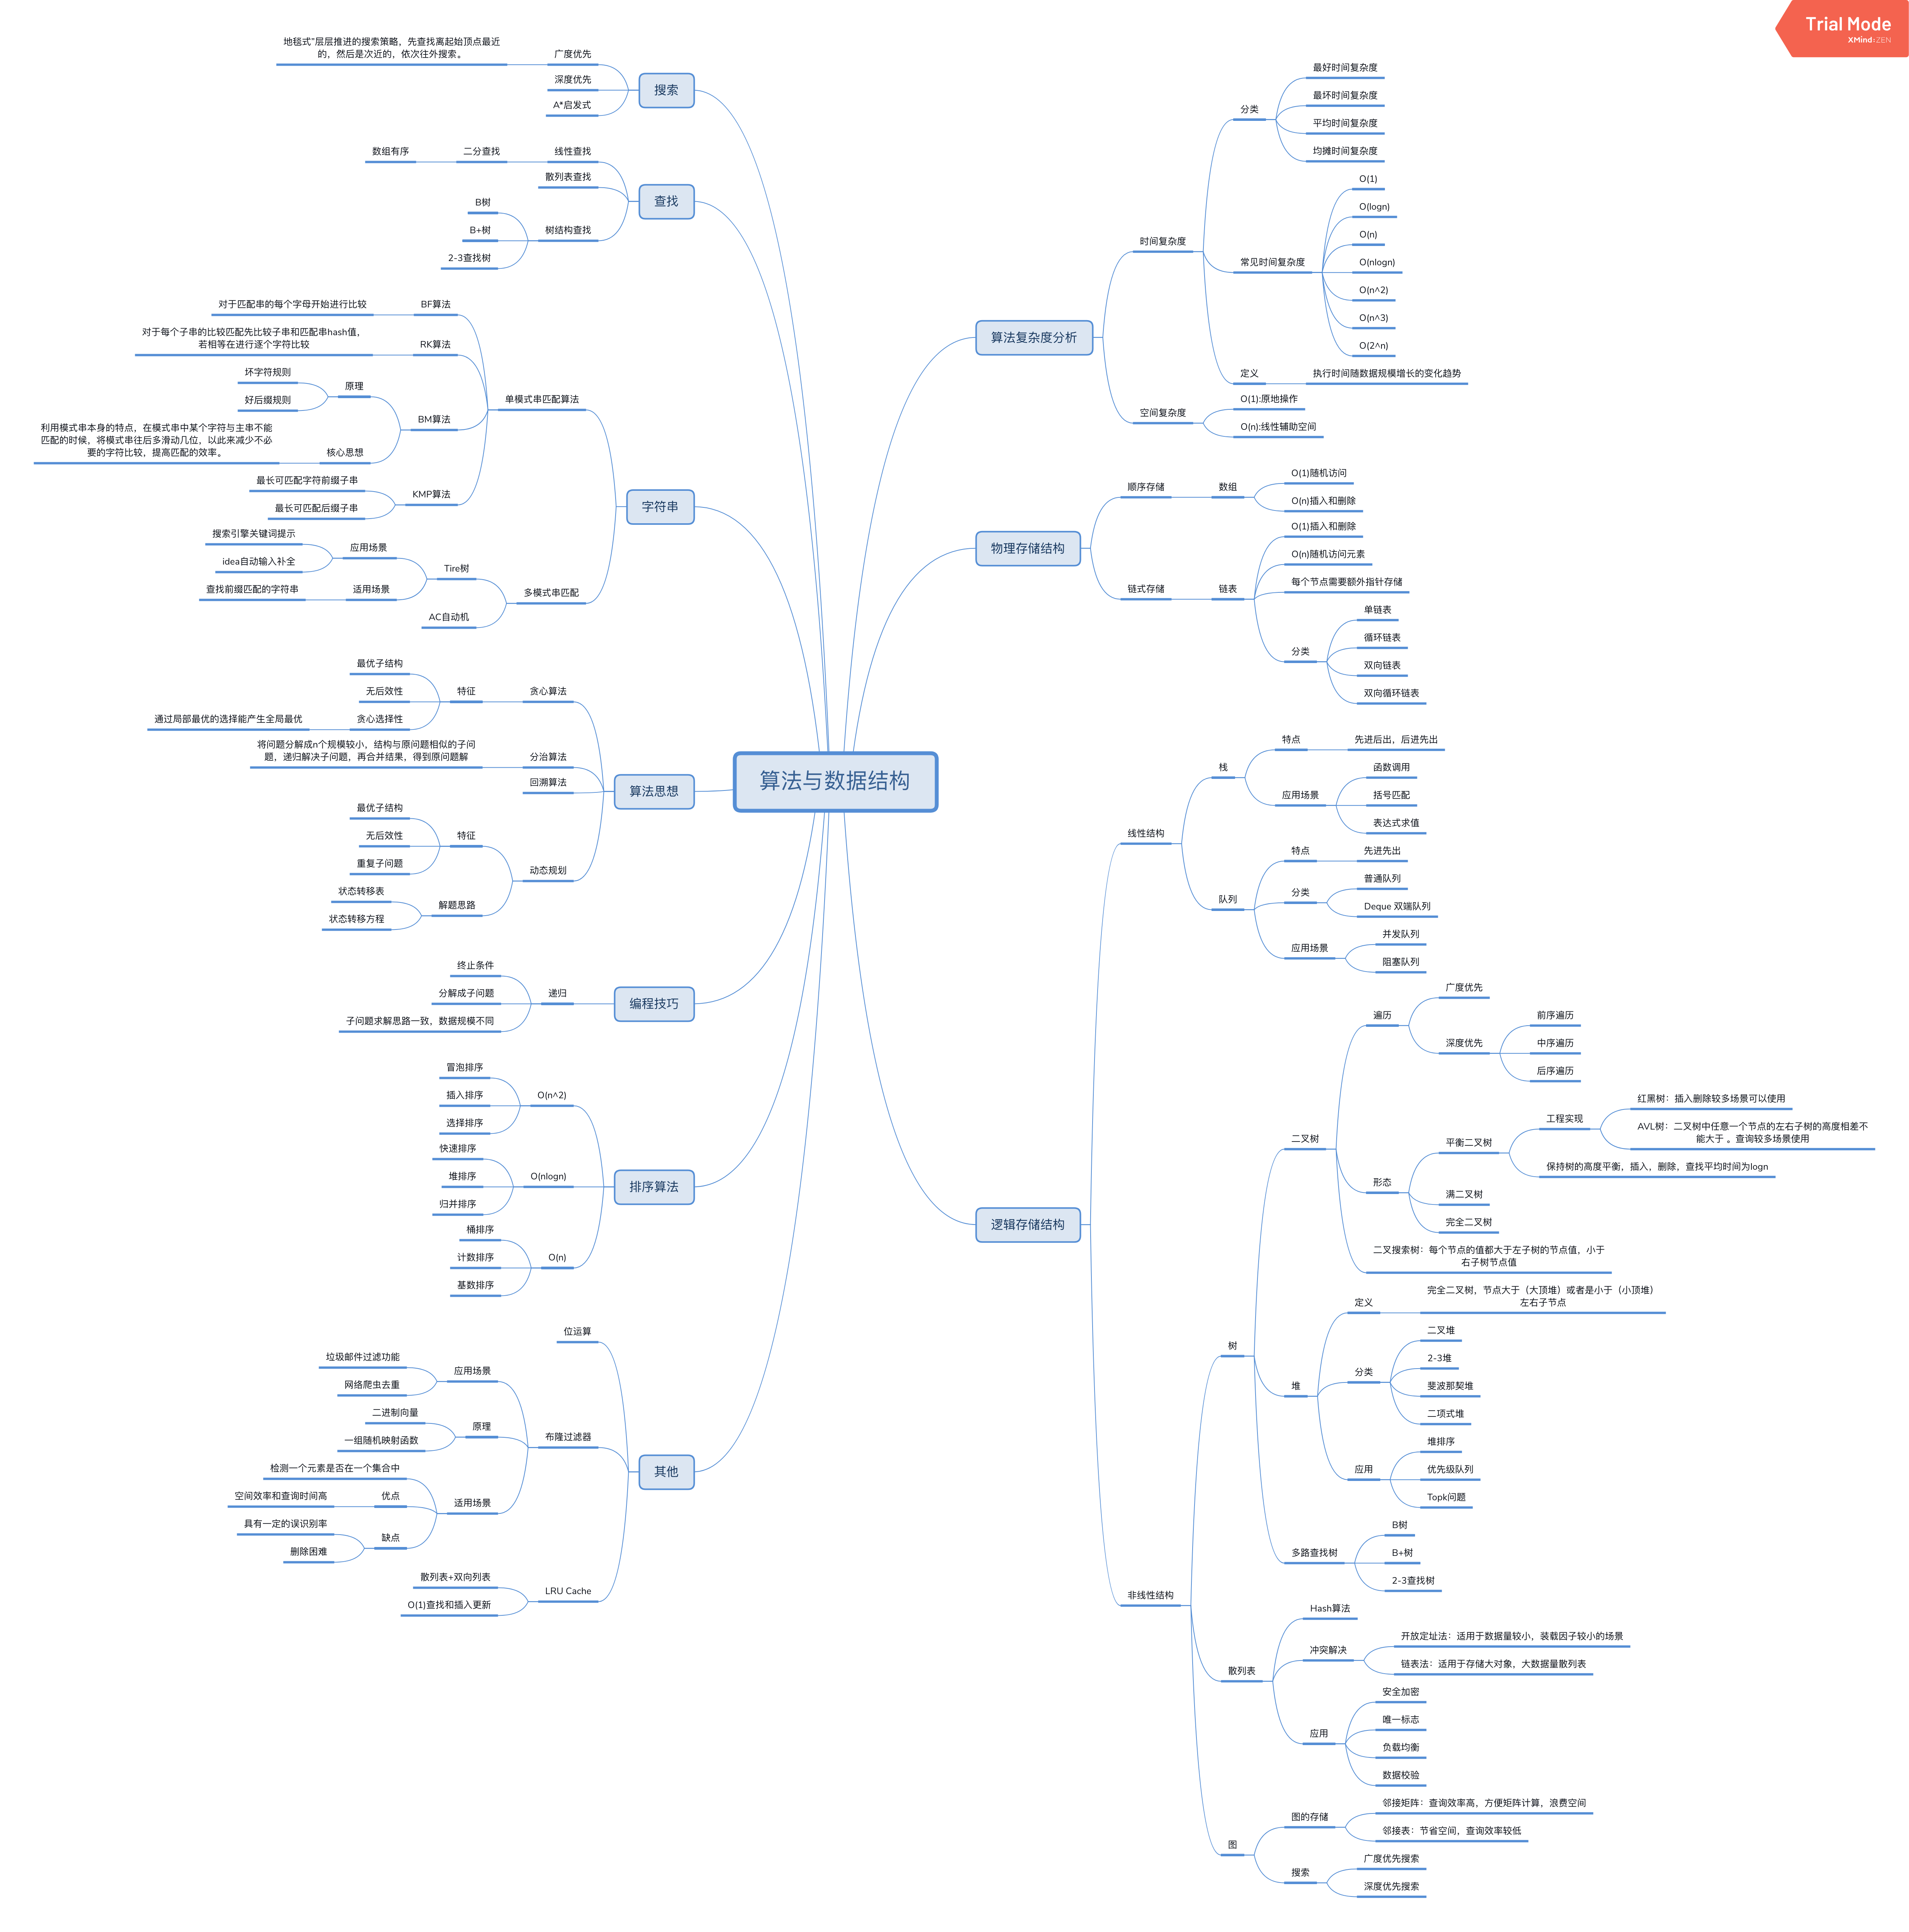 Trial Mode
XMind:ZEN
算法与数据结构
搜索
广度优先
地毯式"层层推进的搜索策略，先查找离起始顶点最近
的，然后是次近的，依次往外搜索。
深度优先
A*启发式
查找
线性查找
二分查找
数组有序
散列表查找
树结构查找
B树
B+树
2-3查找树
字符串
单模式串匹配算法
BF算法
对于匹配串的每个字母开始进行比较
RK算法
对于每个子串的比较匹配先比较子串和匹配串hash值，
若相等在进行逐个字符比较
BM算法
原理
坏字符规则
好后缀规则
核心思想
利用模式串本身的特点，在模式串中某个字符与主串不能
匹配的时候，将模式串往后多滑动几位，以此来减少不必
要的字符比较，提高匹配的效率。
KMP算法
最长可匹配字符前缀子串
最长可匹配后缀子串
多模式串匹配
Tire树
应用场景
搜索引擎关键词提示
idea自动输入补全
适用场景
查找前缀匹配的字符串
AC自动机
算法思想
贪心算法
特征
最优子结构
无后效性
贪心选择性
通过局部最优的选择能产生全局最优
分治算法
将问题分解成n个规模较小，结构与原问题相似的子问
题，递归解决子问题，再合并结果，得到原问题解
回溯算法
动态规划
特征
最优子结构
无后效性
重复子问题
解题思路
状态转移表
状态转移方程
编程技巧
递归
终止条件
分解成子问题
子问题求解思路一致，数据规模不同
排序算法
O(n^2)
冒泡排序
插入排序
选择排序
O(nlogn)
快速排序
堆排序
归并排序
O(n)
桶排序
计数排序
基数排序
其他
位运算
布隆过滤器
应用场景
垃圾邮件过滤功能
网络爬虫去重
原理
二进制向量
一组随机映射函数
适用场景
检测一个元素是否在一个集合中
优点
空间效率和查询时间高
缺点
具有一定的误识别率
删除困难
LRU Cache
散列表+双向列表
O(1)查找和插入更新
算法复杂度分析
时间复杂度
分类
最好时间复杂度
最坏时间复杂度
平均时间复杂度
均摊时间复杂度
常见时间复杂度
O(1)
O(logn)
O(n)
O(nlogn)
O(n^2)
O(n^3)
O(2^n)
定义
执行时间随数据规模增长的变化趋势
空间复杂度
O(1):原地操作
O(n):线性辅助空间
物理存储结构
顺序存储
数组
O(1)随机访问
O(n)插入和删除
链式存储
链表
O(1)插入和删除
O(n)随机访问元素
每个节点需要额外指针存储
分类
单链表
循环链表
双向链表
双向循环链表
逻辑存储结构
线性结构
栈
特点
先进后出，后进先出
应用场景
函数调用
括号匹配
表达式求值
队列
特点
先进先出
分类
普通队列
Deque 双端队列
应用场景
并发队列
阻塞队列
非线性结构
树
二叉树
遍历
广度优先
深度优先
前序遍历
中序遍历
后序遍历
形态
平衡二叉树
工程实现
红黑树：插入删除较多场景可以使用
AVL树：二叉树中任意一个节点的左右子树的高度相差不
能大于 。查询较多场景使用
保持树的高度平衡，插入，删除，查找平均时间为logn
满二叉树
完全二叉树
二叉搜索树：每个节点的值都大于左子树的节点值，小于
右子树节点值
堆
定义
完全二叉树，节点大于（大顶堆）或者是小于（小顶堆）
左右子节点
分类
二叉堆
2-3堆
斐波那契堆
二项式堆
应用
堆排序
优先级队列
Topk问题
多路查找树
B树
B+树
2-3查找树
散列表
Hash算法
冲突解决
开放定址法：适用于数据量较小，装载因子较小的场景
链表法：适用于存储大对象，大数据量散列表
应用
安全加密
唯一标志
负载均衡
数据校验
图
图的存储
邻接矩阵：查询效率高，方便矩阵计算，浪费空间
邻接表：节省空间，查询效率较低
搜索
广度优先搜索
深度优先搜索